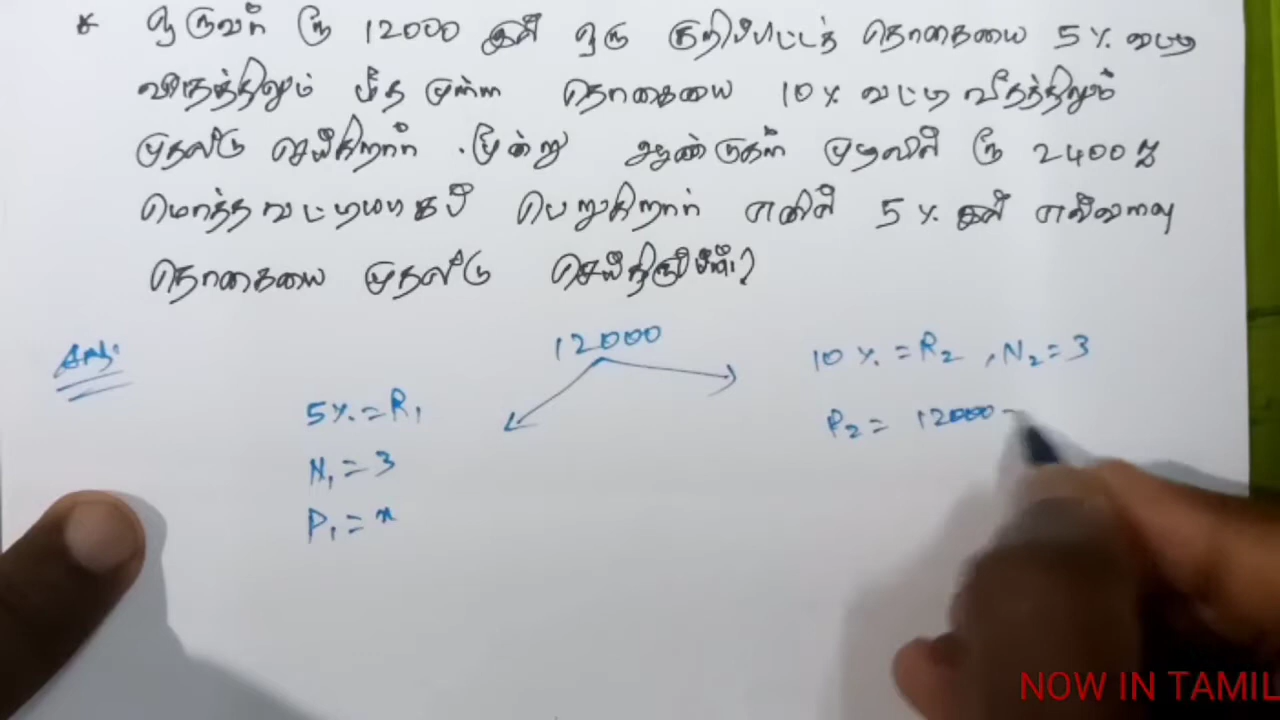 * ஒருவர் ரூ 12000 இல் ஒரு குறிப்பிட்டத் தொகையை 5% வட்டி
வீதத்திலும் மீத முள்ள தொகையை 10% வட்டி வீதத்திலும்
முதலீடு செய்கிறார். மூன்று ஆண்டுகள் முடிவில் ரூ 2400ஐ
மொத்த வட்டியாகப் பெறுகிறார் எனில் 5% இல் எவ்வளவு
தொகையை முதலீடு
Ans:
12000
10% = R₂ , N₂ = 3
5% = R₁
P₂ = 12000 -
N₁ = 3
P₁ = x
NOW IN TAMIL